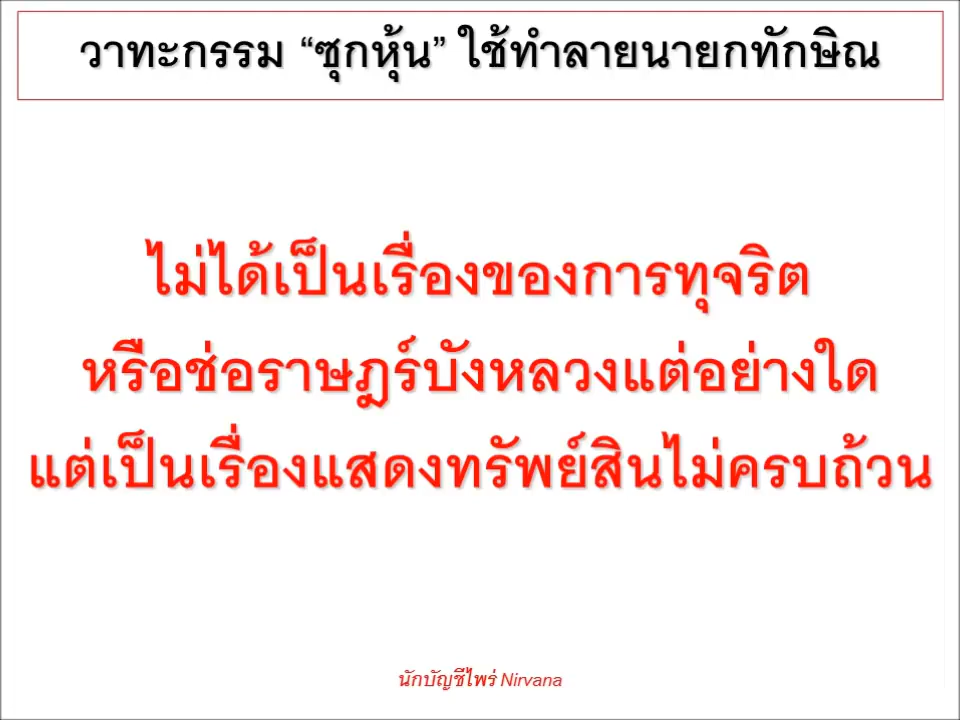 วาทะกรรม “ซุกหุ้น” ใช้ทำลายนายกทักษิณ
ไม่ได้เป็นเรื่องของการทุจริต
หรือช่อราษฎร์บังหลวงแต่อย่างใด
แต่เป็นเรื่องแสดงทรัพย์สินไม่ครบถ้วน
นักบัญชีไพร่ Nirvana